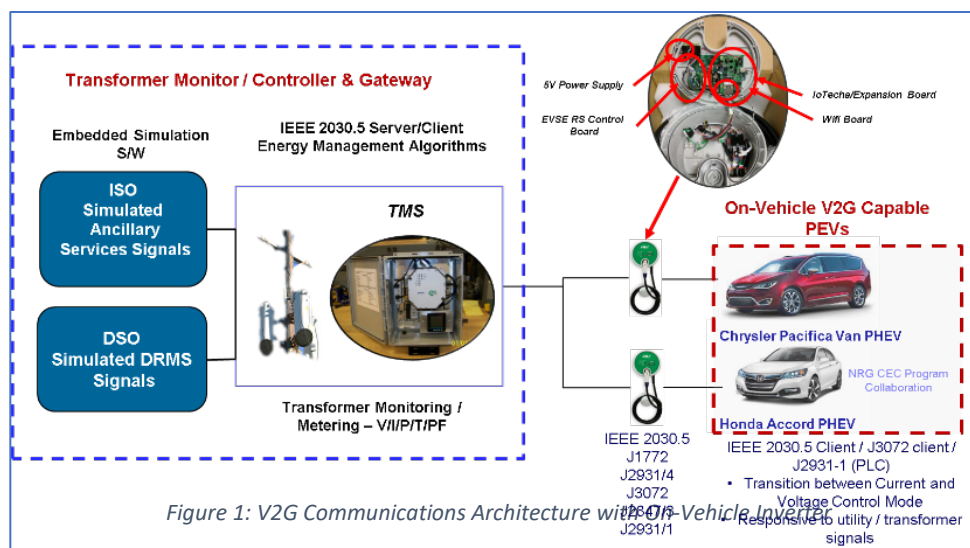 Transformer Monitor / Controller & Gateway
Embedded Simulation
S/W
IEEE 2030.5 Server/Client
Energy Management Algorithms
ISO
Simulated
Ancillary
Services Signals
DSO
Simulated DRMS
Signals
TMS
Transformer Monitoring /
Metering – V/I/P/T/PF
5V Power Supply
EVSE RS Control
Board
IoTecha/Expansion Board
Wifi Board
On-Vehicle V2G Capable
PEVs
Chrysler Pacifica Van PHEV
NRG CEC Program
Collaboration
Honda Accord PHEV
IEEE 2030.5
J1772
J2931/4
J3072
J2847/3
J2931/1
IEEE 2030.5 Client / J3072 client /
J2931-1 (PLC)
• Transition between Current and
Voltage Control Mode
• Responsive to utility / transformer
signals
Figure 1: V2G Communications Architecture with On-Vehicle Inverter